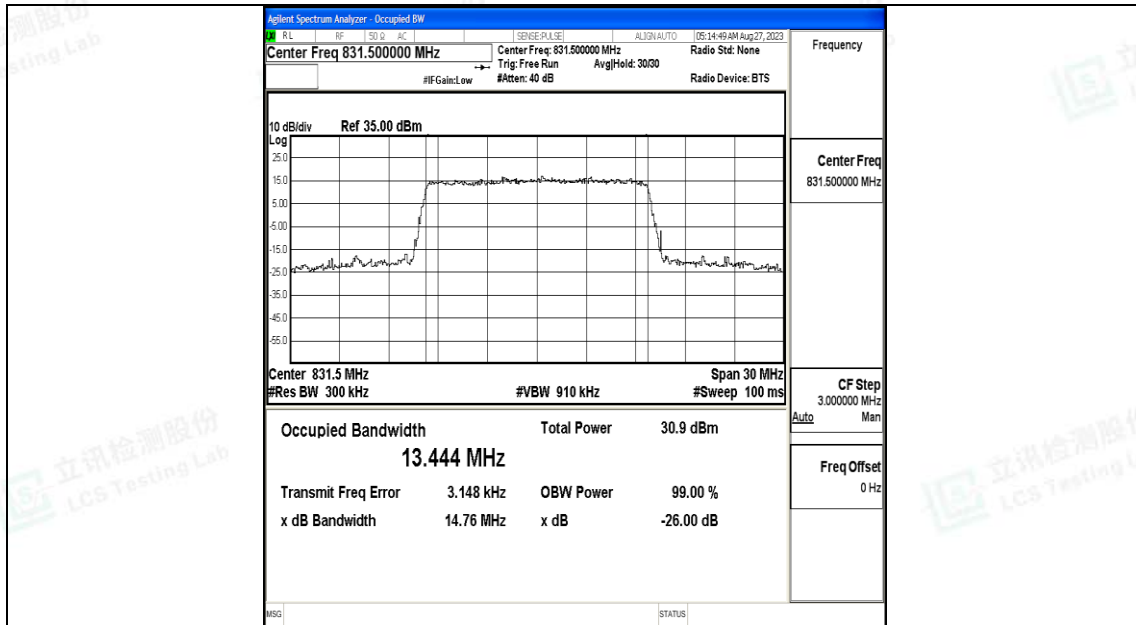 Agilent Spectrum Analyzer - Occupied BW
RL RF 50 Ω AC SENSE:PULSE ALIGN AUTO 05:14:49 AM Aug 27, 2023
Center Freq 831.500000 MHz
Center Freq: 831.500000 MHz Radio Std: None
Trig: Free Run Avg|Hold: 30/30
#IFGain:Low #Atten: 40 dB Radio Device: BTS
Frequency
10 dB/div Ref 35.00 dBm
Log
25.0
15.0
5.00
-5.00
-15.0
-25.0
-35.0
-45.0
-55.0
Center 831.5 MHz Span 30 MHz
#Res BW 300 kHz #VBW 910 kHz #Sweep 100 ms
Center Freq
831.500000 MHz
CF Step
3.000000 MHz
Auto Man
Freq Offset
0 Hz
Occupied Bandwidth Total Power 30.9 dBm
13.444 MHz
Transmit Freq Error 3.148 kHz OBW Power 99.00 %
x dB Bandwidth 14.76 MHz x dB -26.00 dB
MSG STATUS
立讯检测股份
LCS Testing Lab